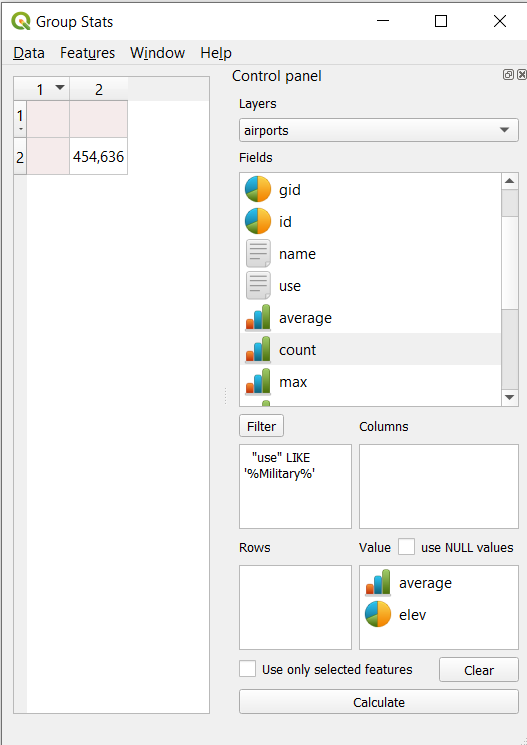 Group Stats
Data Features Window Help
1 2
1
2 454,636
Control panel
Layers
airports
Fields
gid
id
name
use
average
count
max
Filter
Columns
"use" LIKE
'%Military%'
Rows
Value use NULL values
average
elev
Use only selected features
Clear
Calculate